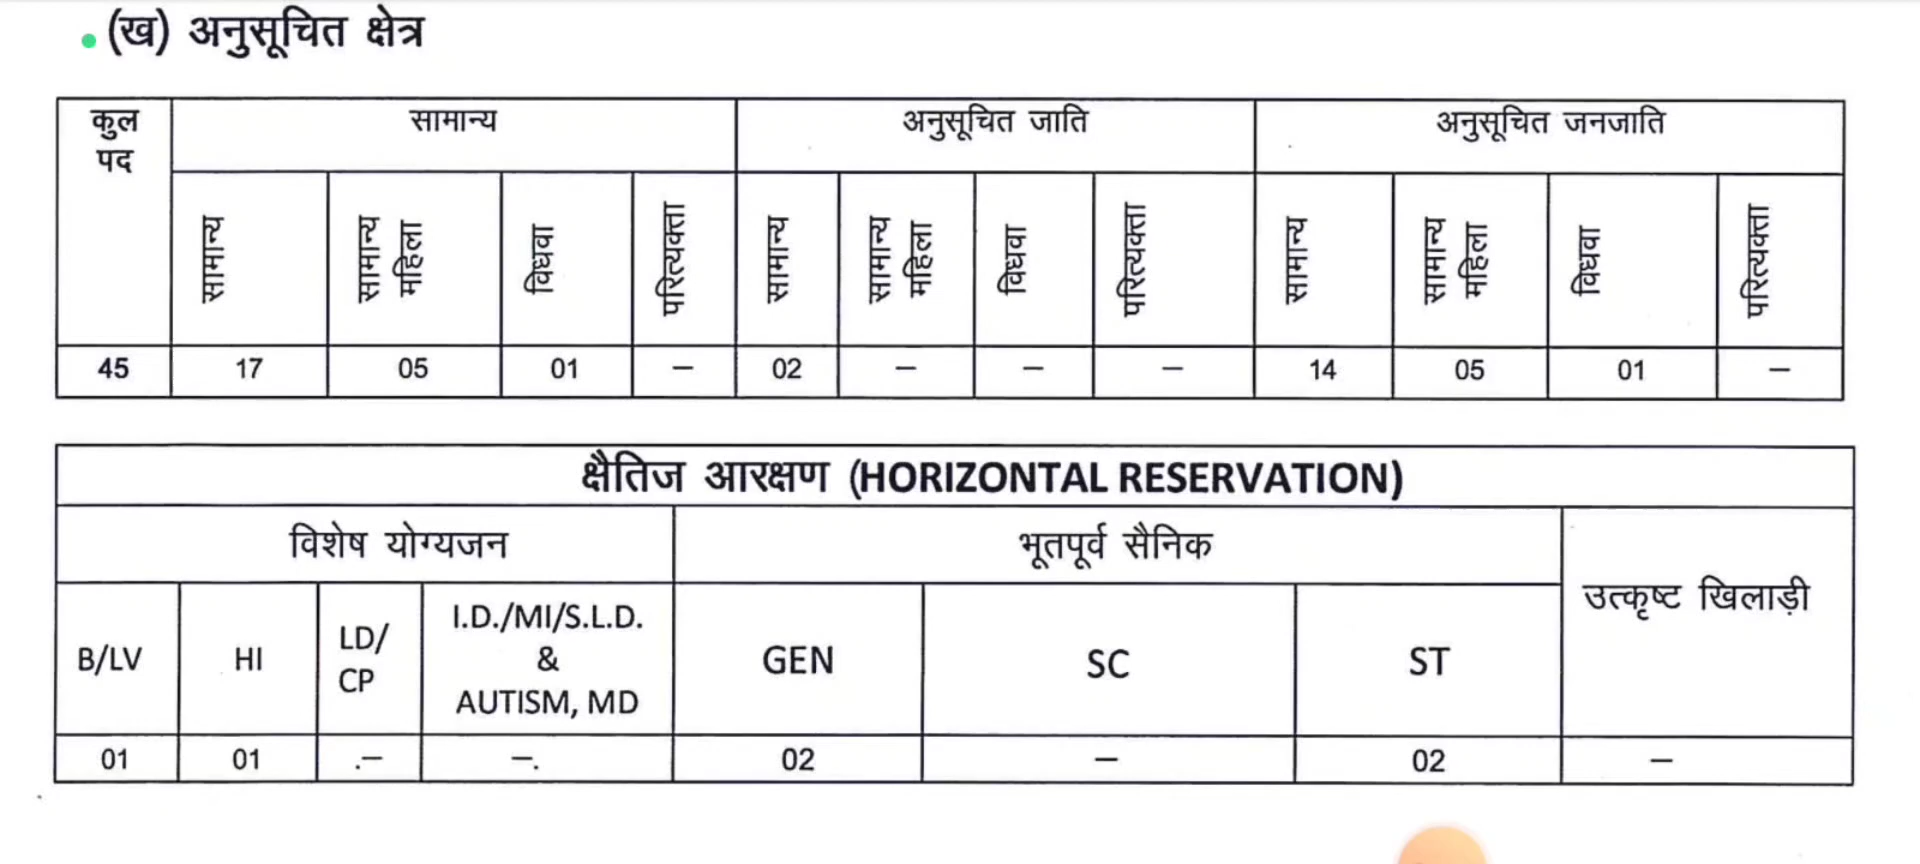 (ख) अनुसूचित क्षेत्र
कुल पद
सामान्य
अनुसूचित जाति
अनुसूचित जनजाति
सामान्य
सामान्य महिला
विधवा
परित्यक्ता
सामान्य
सामान्य महिला
विधवा
परित्यक्ता
सामान्य
सामान्य महिला
विधवा
परित्यक्ता
45 17 05 01 – 02 – – – 14 05 01 –
क्षैतिज आरक्षण (HORIZONTAL RESERVATION)
विशेष योग्यजन
भूतपूर्व सैनिक
उत्कृष्ट खिलाड़ी
B/LV
HI
LD/
CP
I.D./MI/S.L.D.
&
AUTISM, MD
GEN
SC
ST
01 01 .– –. 02 – 02 –